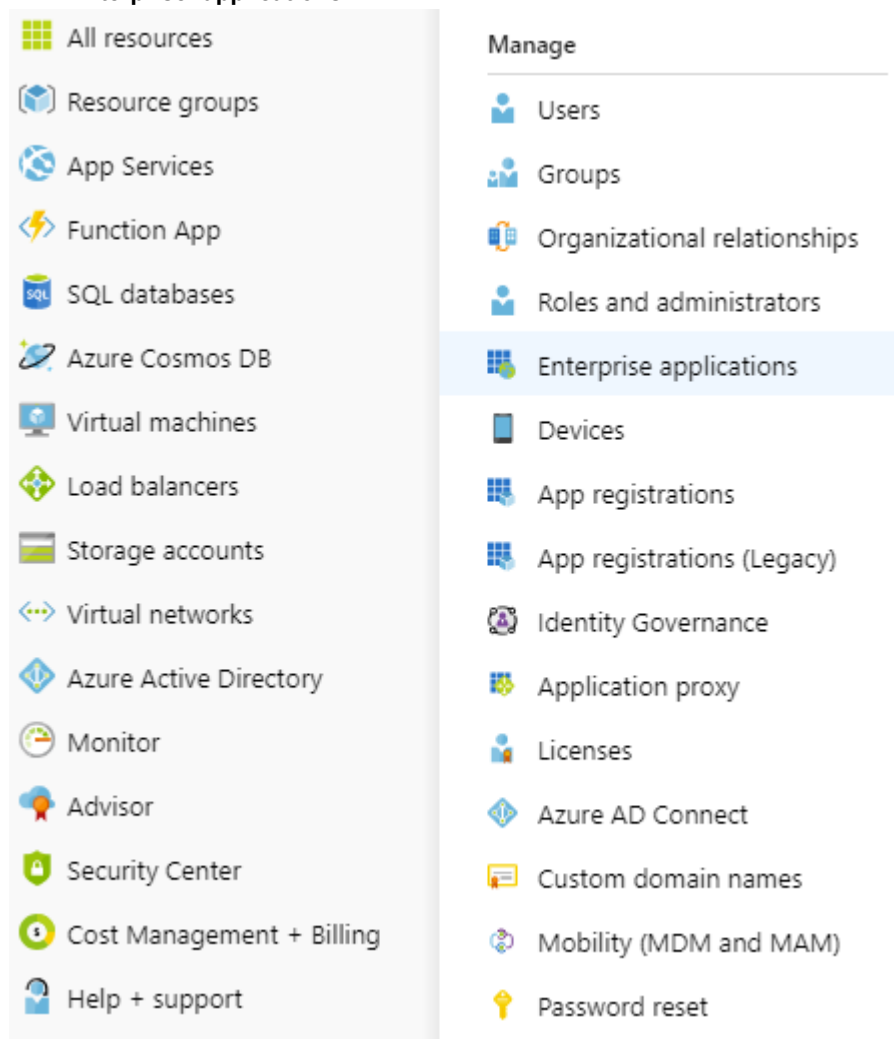 All resources
Resource groups
App Services
Function App
SQL databases
Azure Cosmos DB
Virtual machines
Load balancers
Storage accounts
Virtual networks
Azure Active Directory
Monitor
Advisor
Security Center
Cost Management + Billing
Help + support
Manage
Users
Groups
Organizational relationships
Roles and administrators
Enterprise applications
Devices
App registrations
App registrations (Legacy)
Identity Governance
Application proxy
Licenses
Azure AD Connect
Custom domain names
Mobility (MDM and MAM)
Password reset